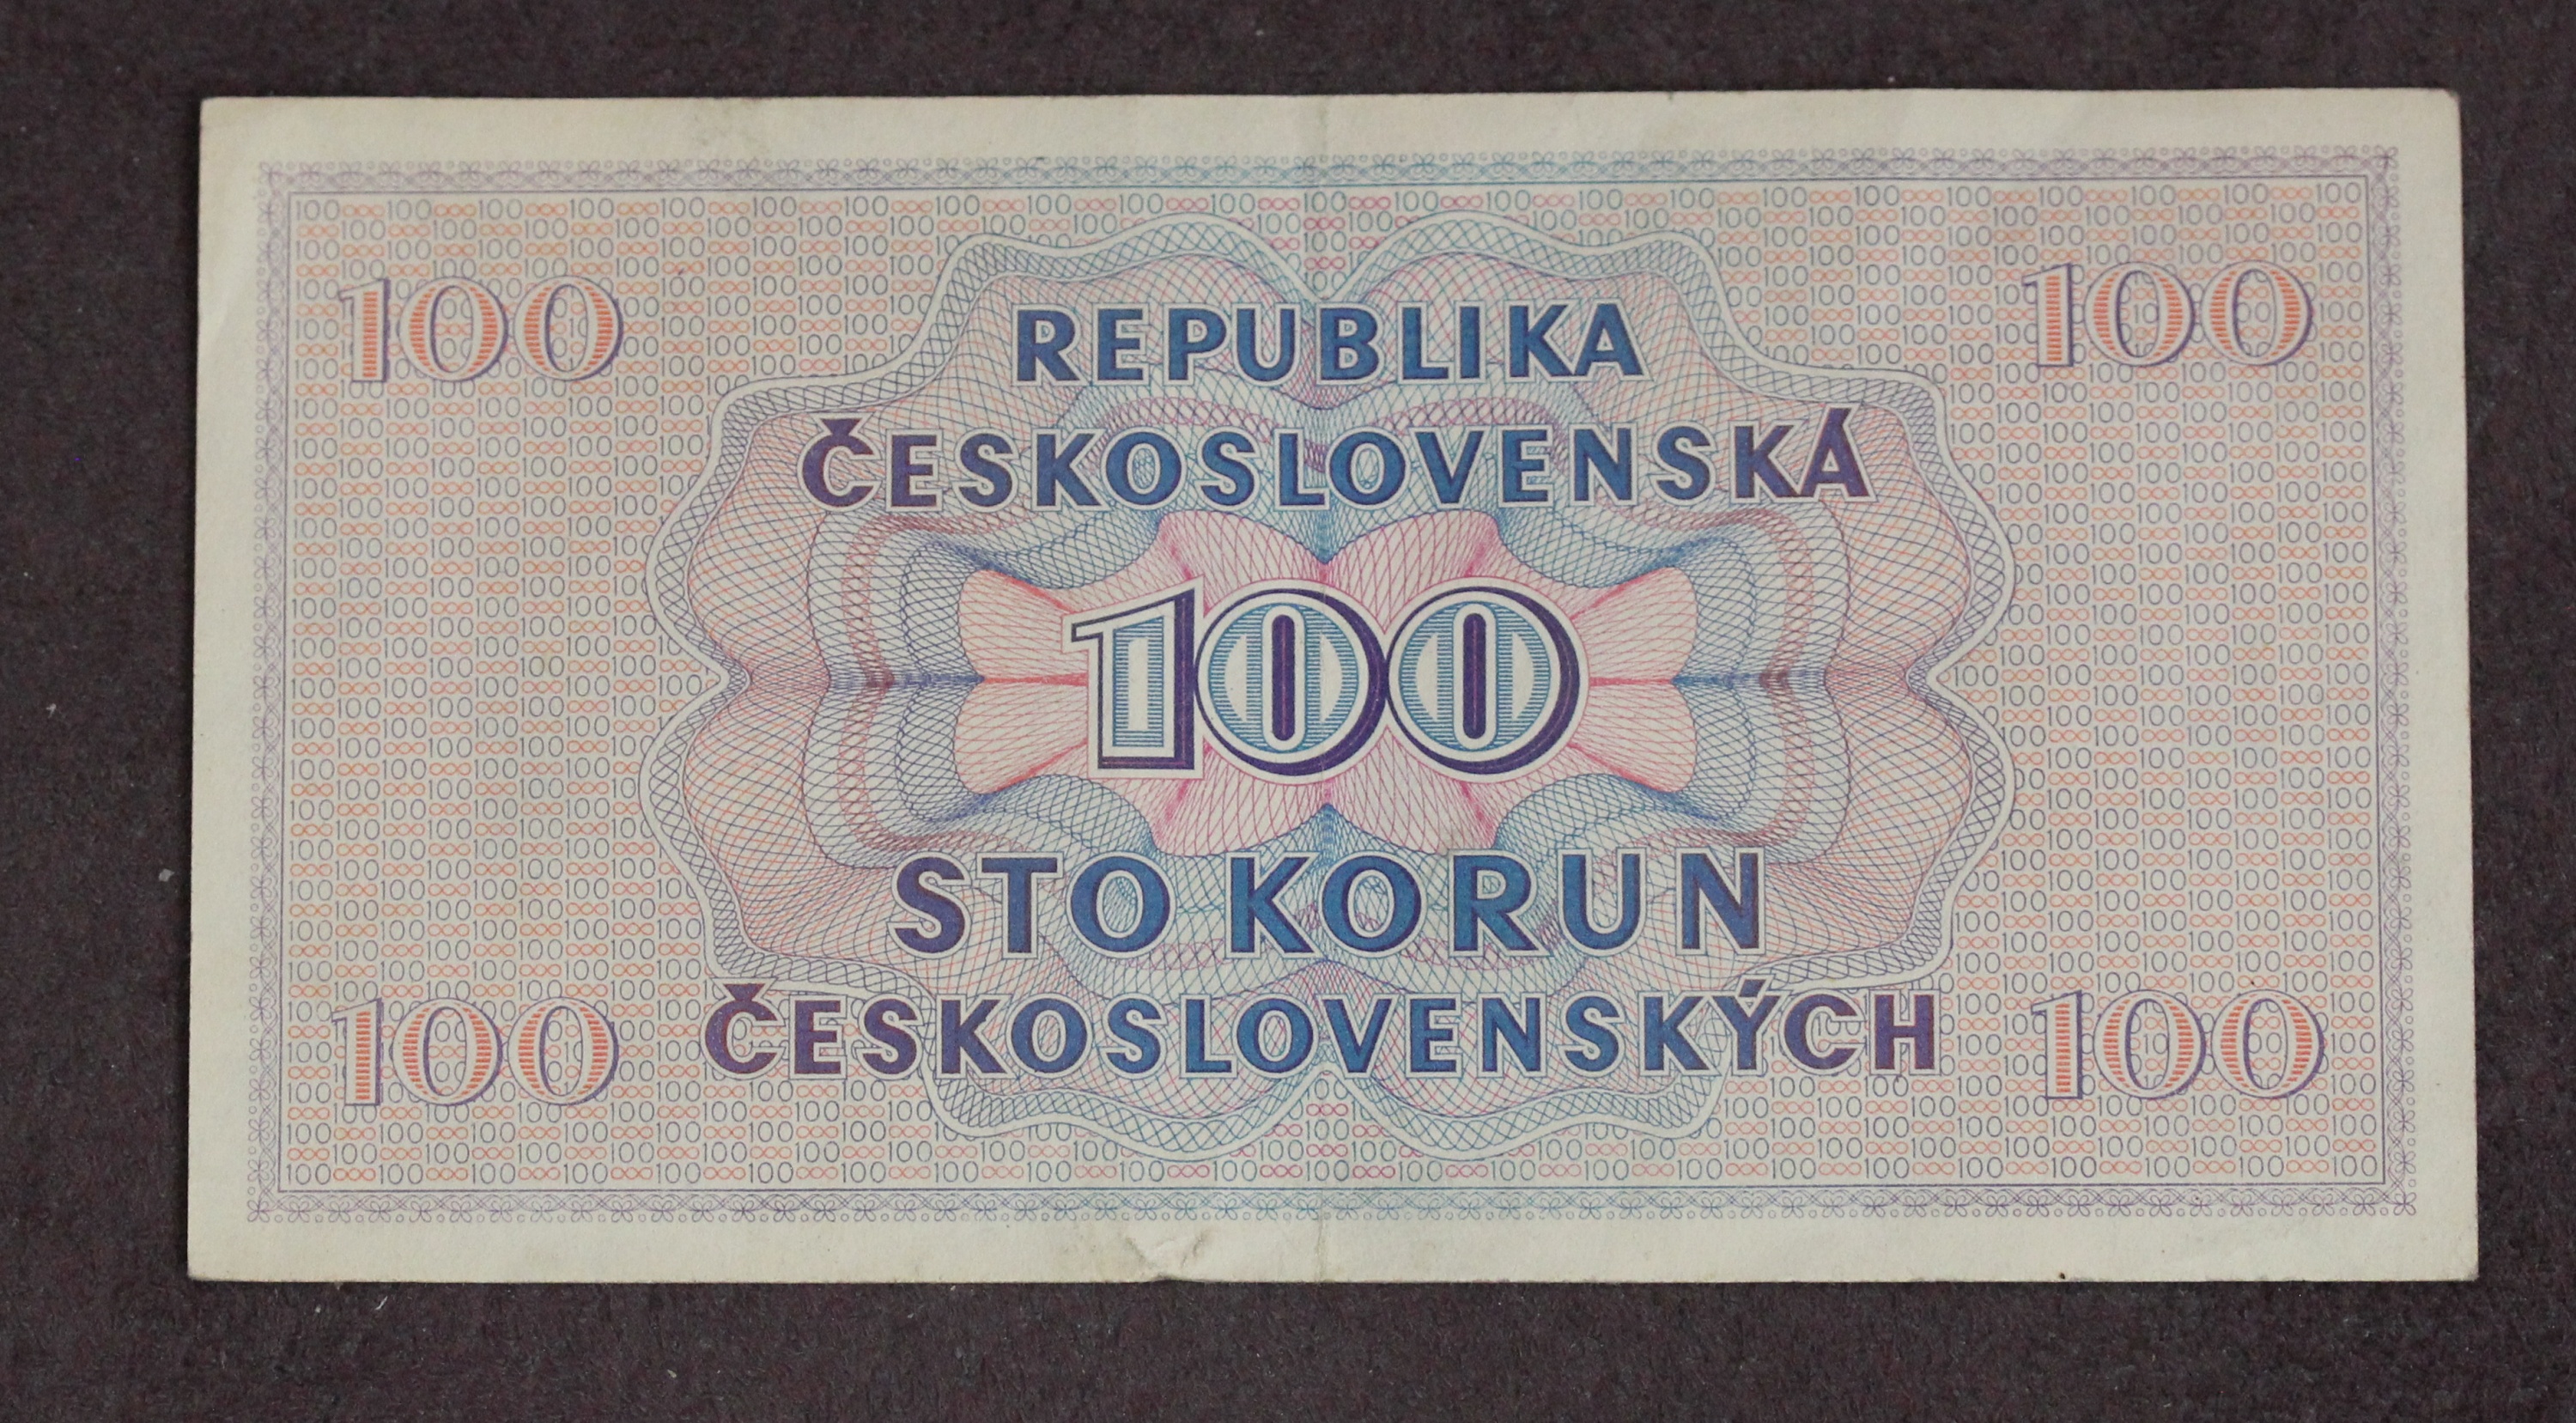 100 100
REPUBLIKA
ČESKOSLOVENSKÁ
100
STO KORUN
ČESKOSLOVENSKÝCH
100 100